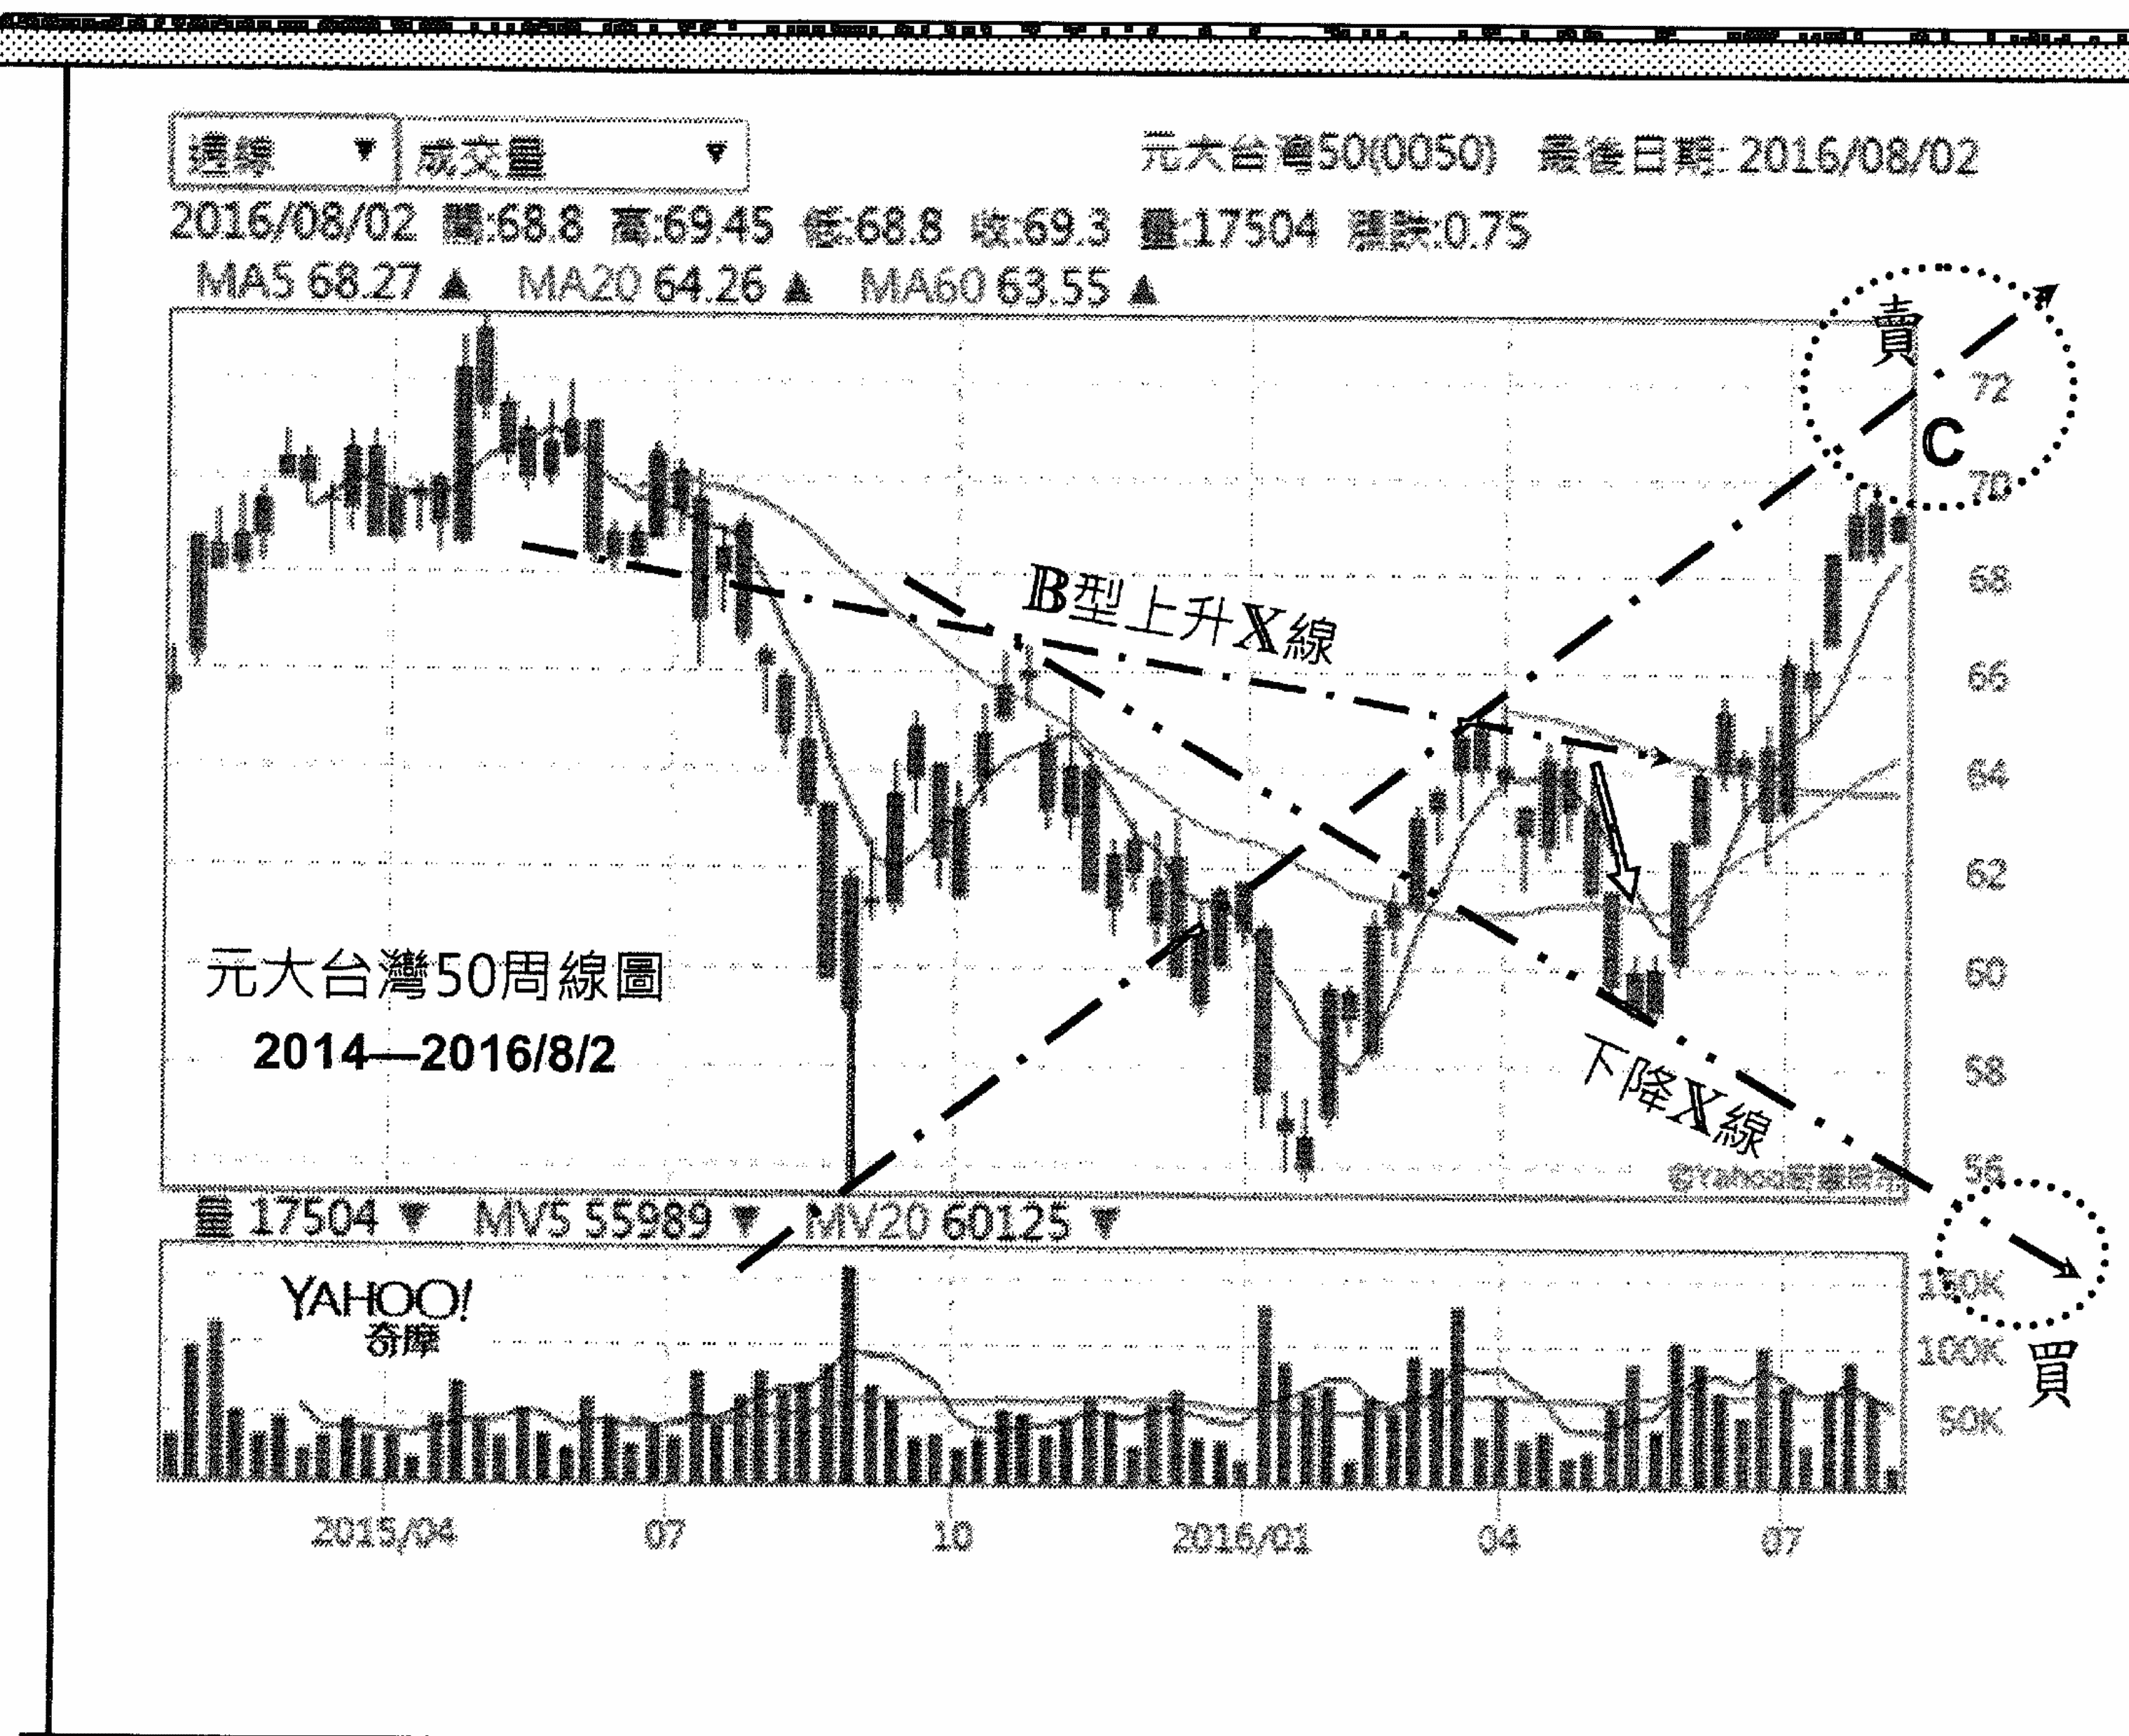 週線 ▼ 成交量 ▼ 元大台灣50(0050) 最後日期: 2016/08/02
2016/08/02 開:68.8 高:69.45 低:68.8 收:69.3 量:17504 漲跌:0.75
MA5 68.27 ▲ MA20 64.26 ▲ MA60 63.55 ▲
賣
72
C
70
B型上升X線
68
66
64
62
元大台灣50周線圖
60
2014—2016/8/2
58
下降X線
56
量 17504 ▼ MV5 55989 ▼ MV20 60125 ▼
YAHOO!
奇摩
150K
100K
買
50K
2015/04 07 10 2016/01 04 07